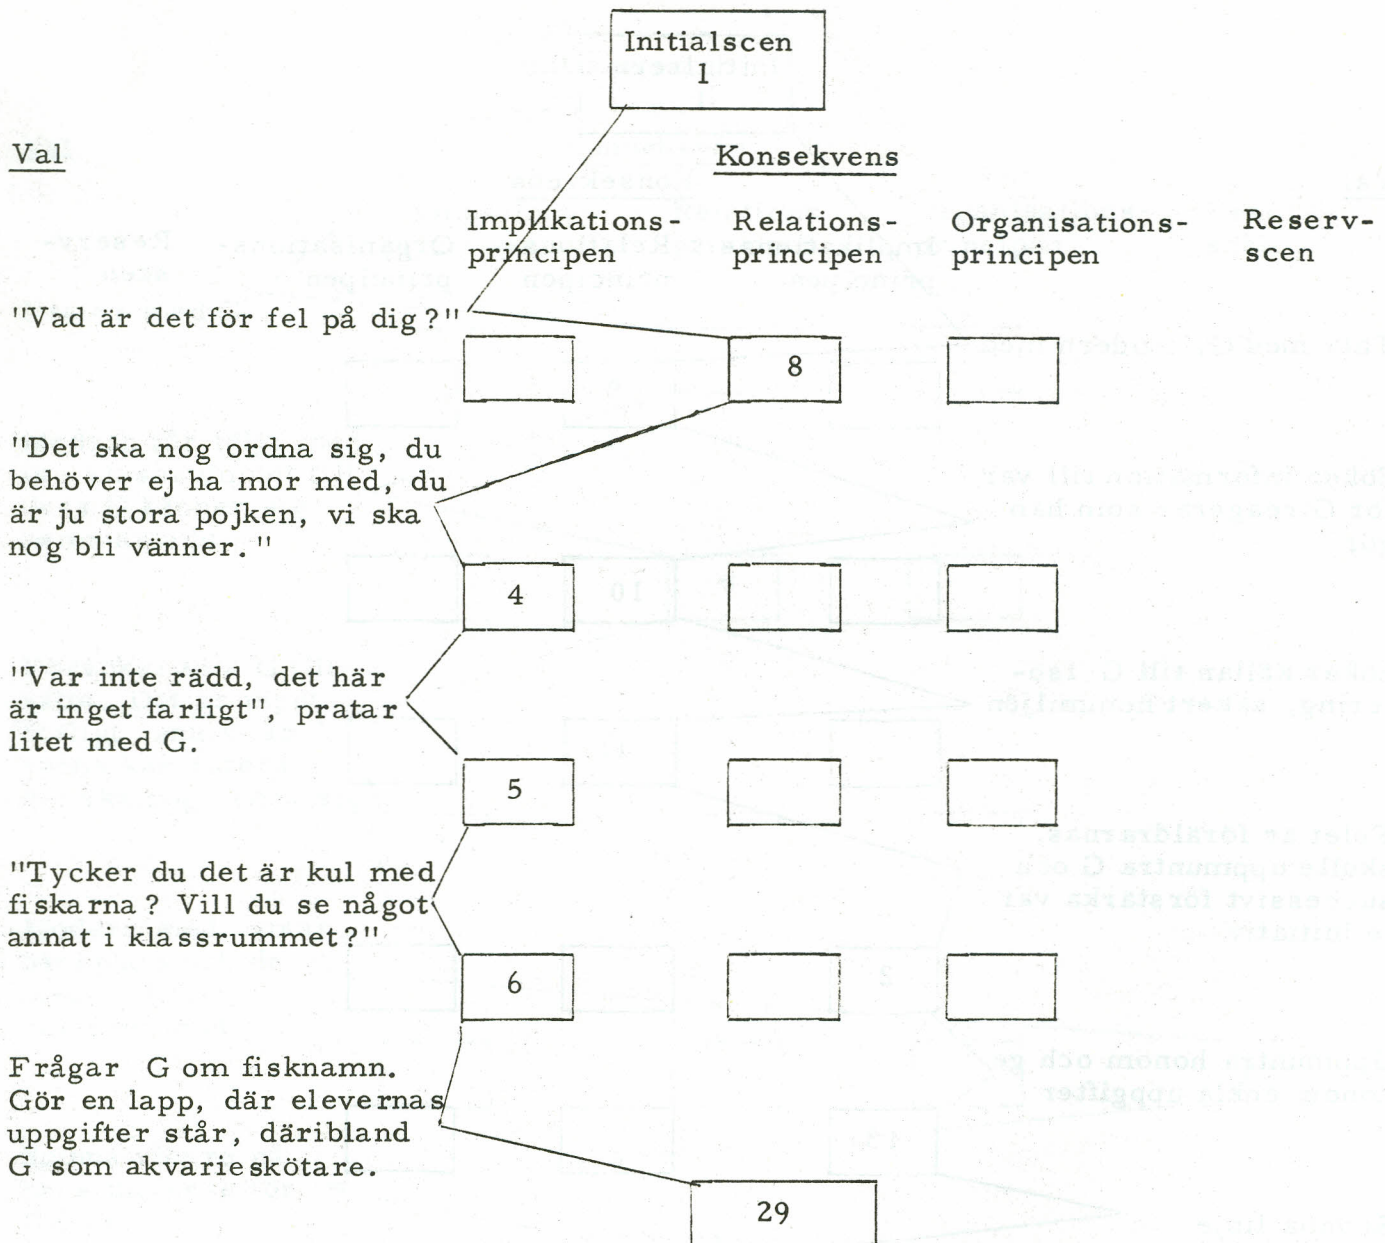 Initialscen
1
Val
Konsekvens
Implikations-
principen
Relations-
principen
Organisations-
principen
Reserv-
scen
"Vad är det för fel på dig?"
8
"Det ska nog ordna sig, du
behöver ej ha mor med, du
är ju stora pojken, vi ska
nog bli vänner."
4
"Var inte rädd, det här
är inget farligt", pratar
litet med G.
5
"Tycker du det är kul med
fiskarna? Vill du se något
annat i klassrummet?"
6
Frågar G om fisknamn.
Gör en lapp, där elevernas
uppgifter står, däribland
G som akvarieskötare.
29